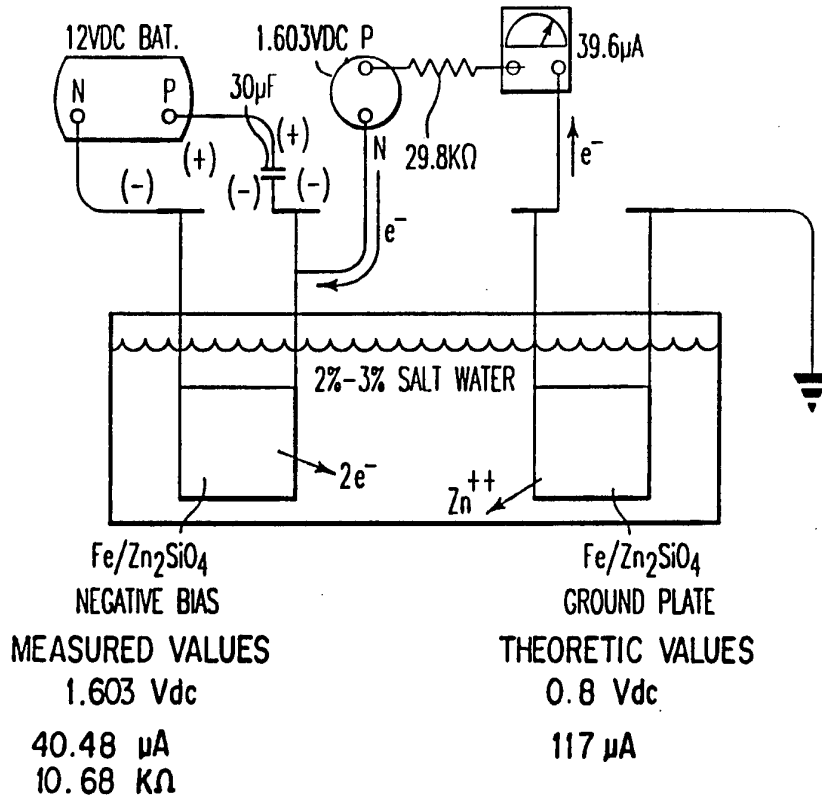 12VDC BAT.
1.603VDC P
39.6µA
N P
30µF
(+)
(+)
N
29.8KΩ
e⁻
(-)
(-)
(-)
e⁻
2%-3% SALT WATER
2e⁻
Zn⁺⁺
Fe/Zn₂SiO₄
Fe/Zn₂SiO₄
NEGATIVE BIAS
GROUND PLATE
MEASURED VALUES
THEORETIC VALUES
1.603 Vdc
0.8 Vdc
40.48 µA
117 µA
10.68 KΩ